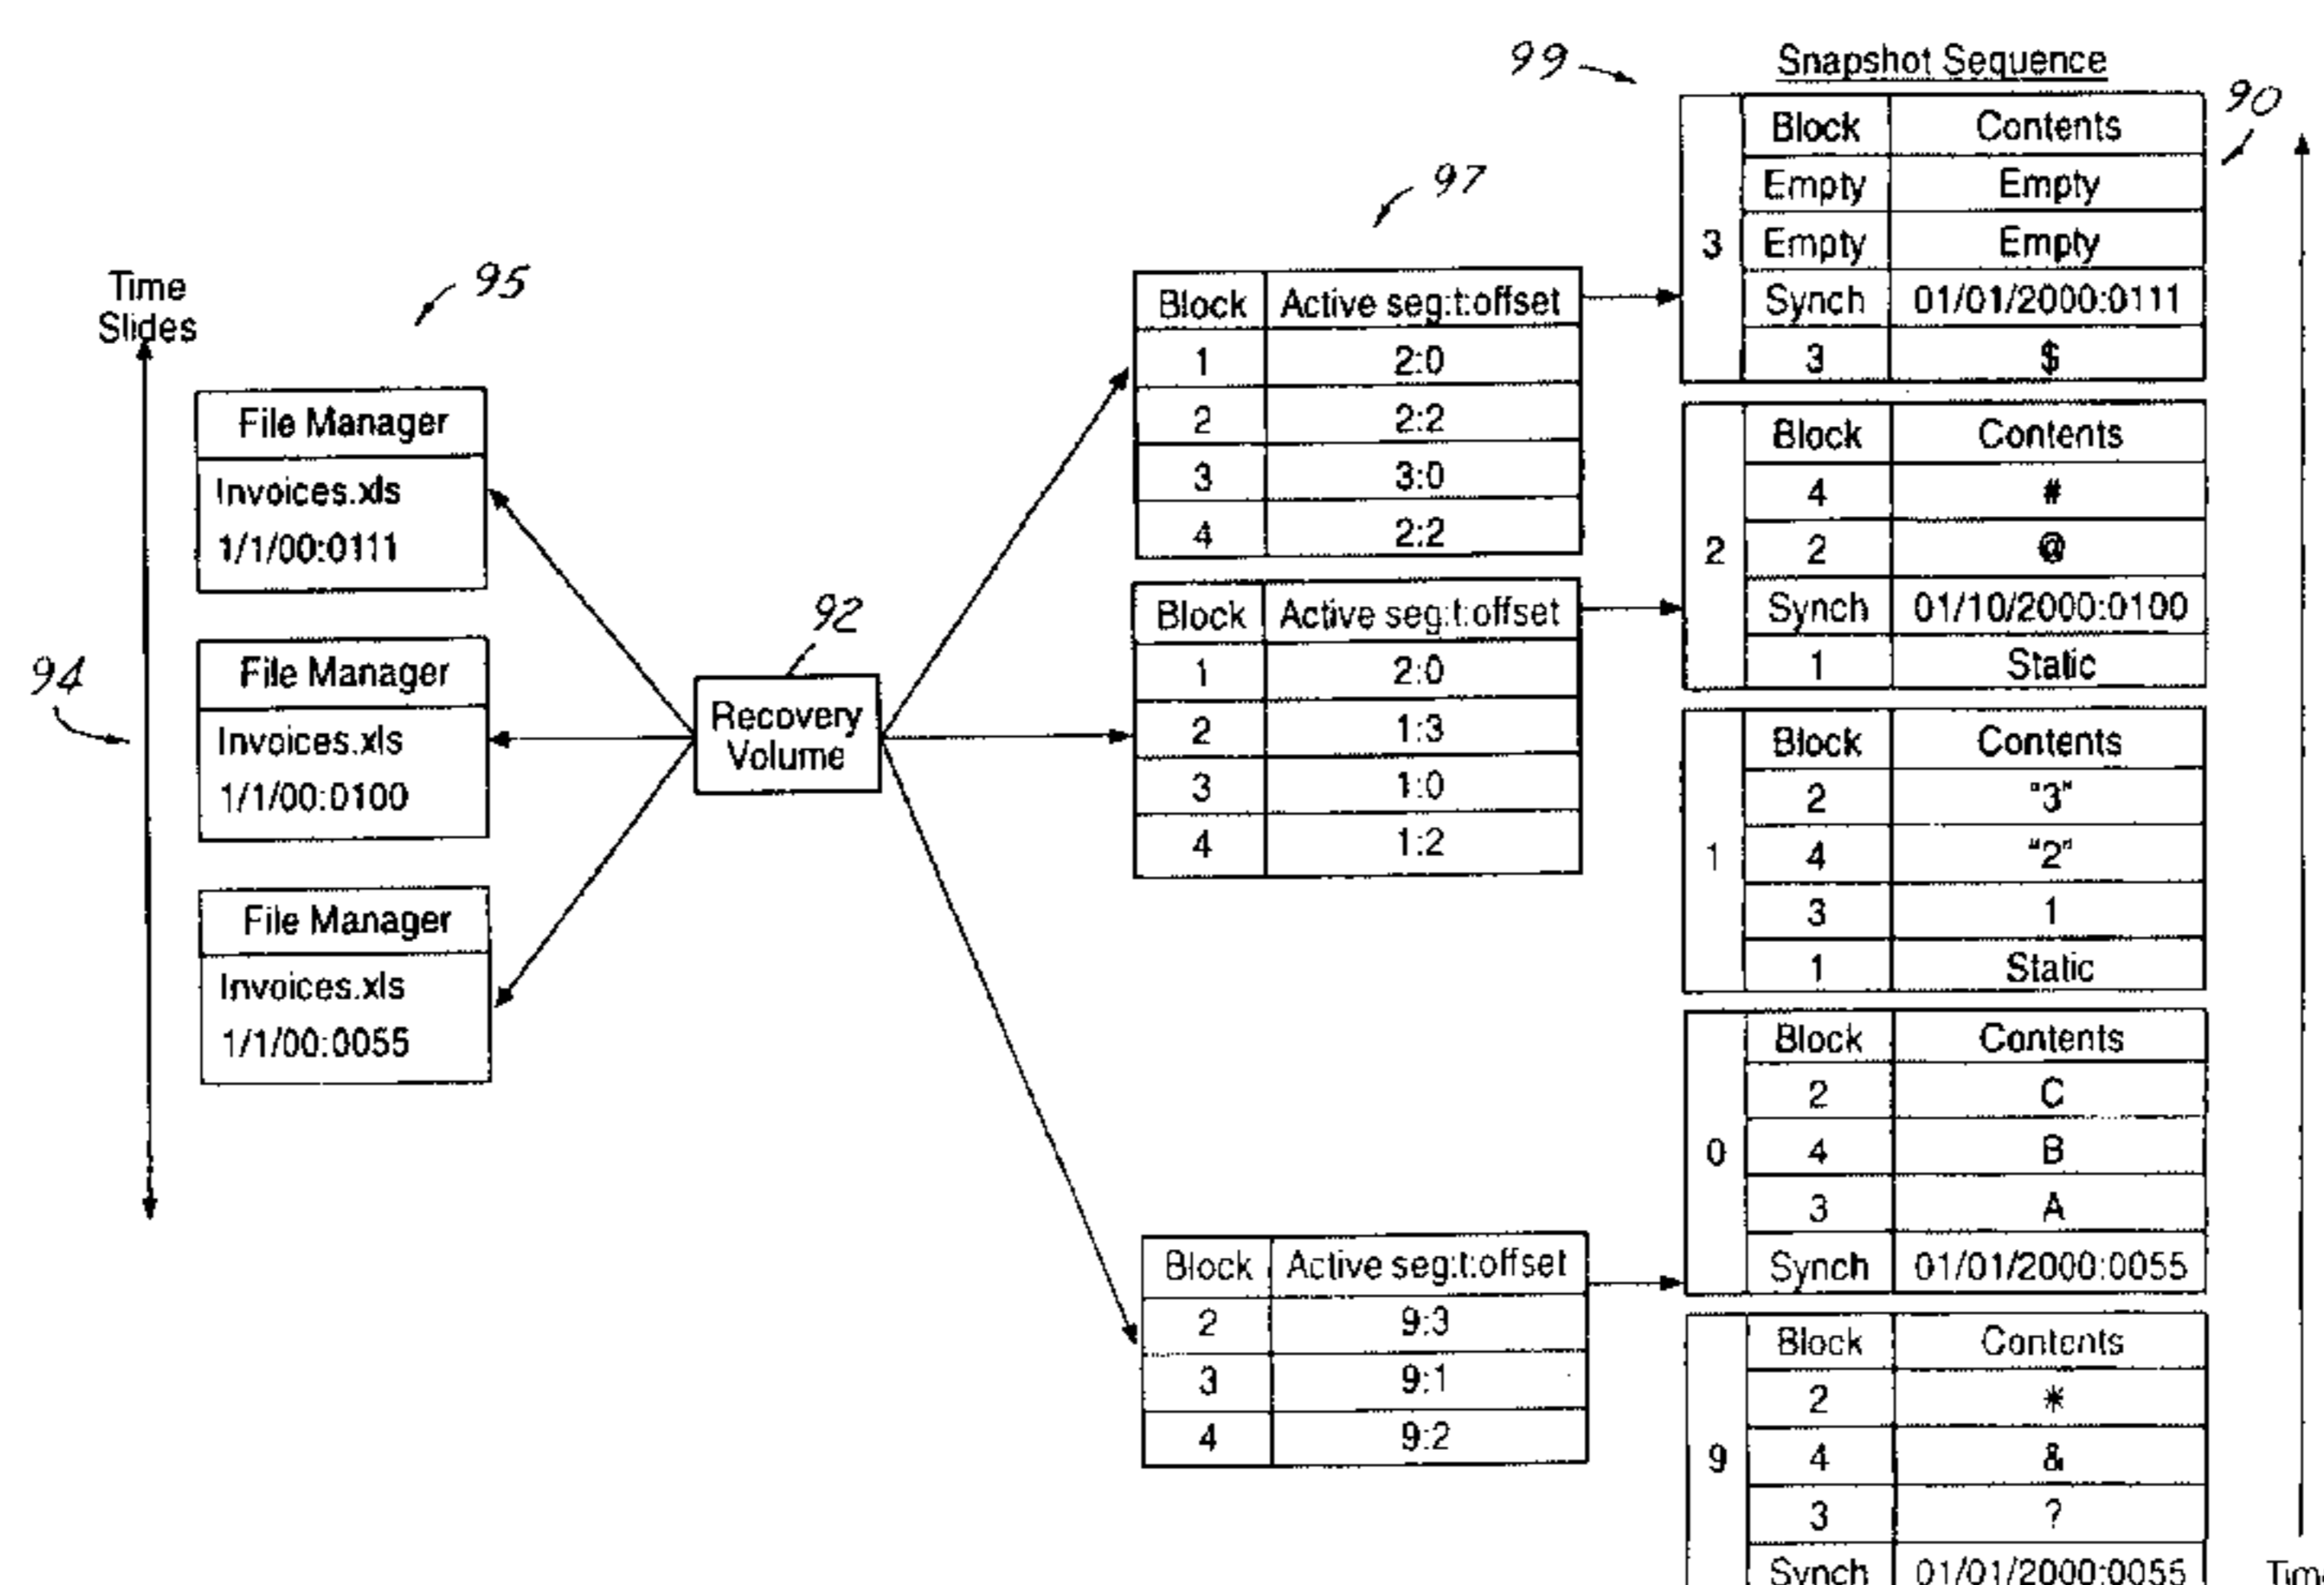 99
Snapshot Sequence
90
97
95
Time
Slides
94
File Manager
Invoices.xls
1/1/00:0111
File Manager
Invoices.xls
1/1/00:0100
File Manager
Invoices.xls
1/1/00:0055
92
Recovery
Volume
Block Active seg:t:offset
1 2:0
2 2:2
3 3:0
4 2:2
Block Active seg:t:offset
1 2:0
2 1:3
3 1:0
4 1:2
Block Active seg:t:offset
2 9:3
3 9:1
4 9:2
3
Block Contents
Empty Empty
Empty Empty
Synch 01/01/2000:0111
3 $
2
Block Contents
4 #
2 @
Synch 01/10/2000:0100
1 Static
1
Block Contents
2 "3"
4 "2"
3 1
1 Static
0
Block Contents
2 C
4 B
3 A
Synch 01/01/2000:0055
9
Block Contents
2 *
4 &
3 ?
Synch 01/01/2000:0055